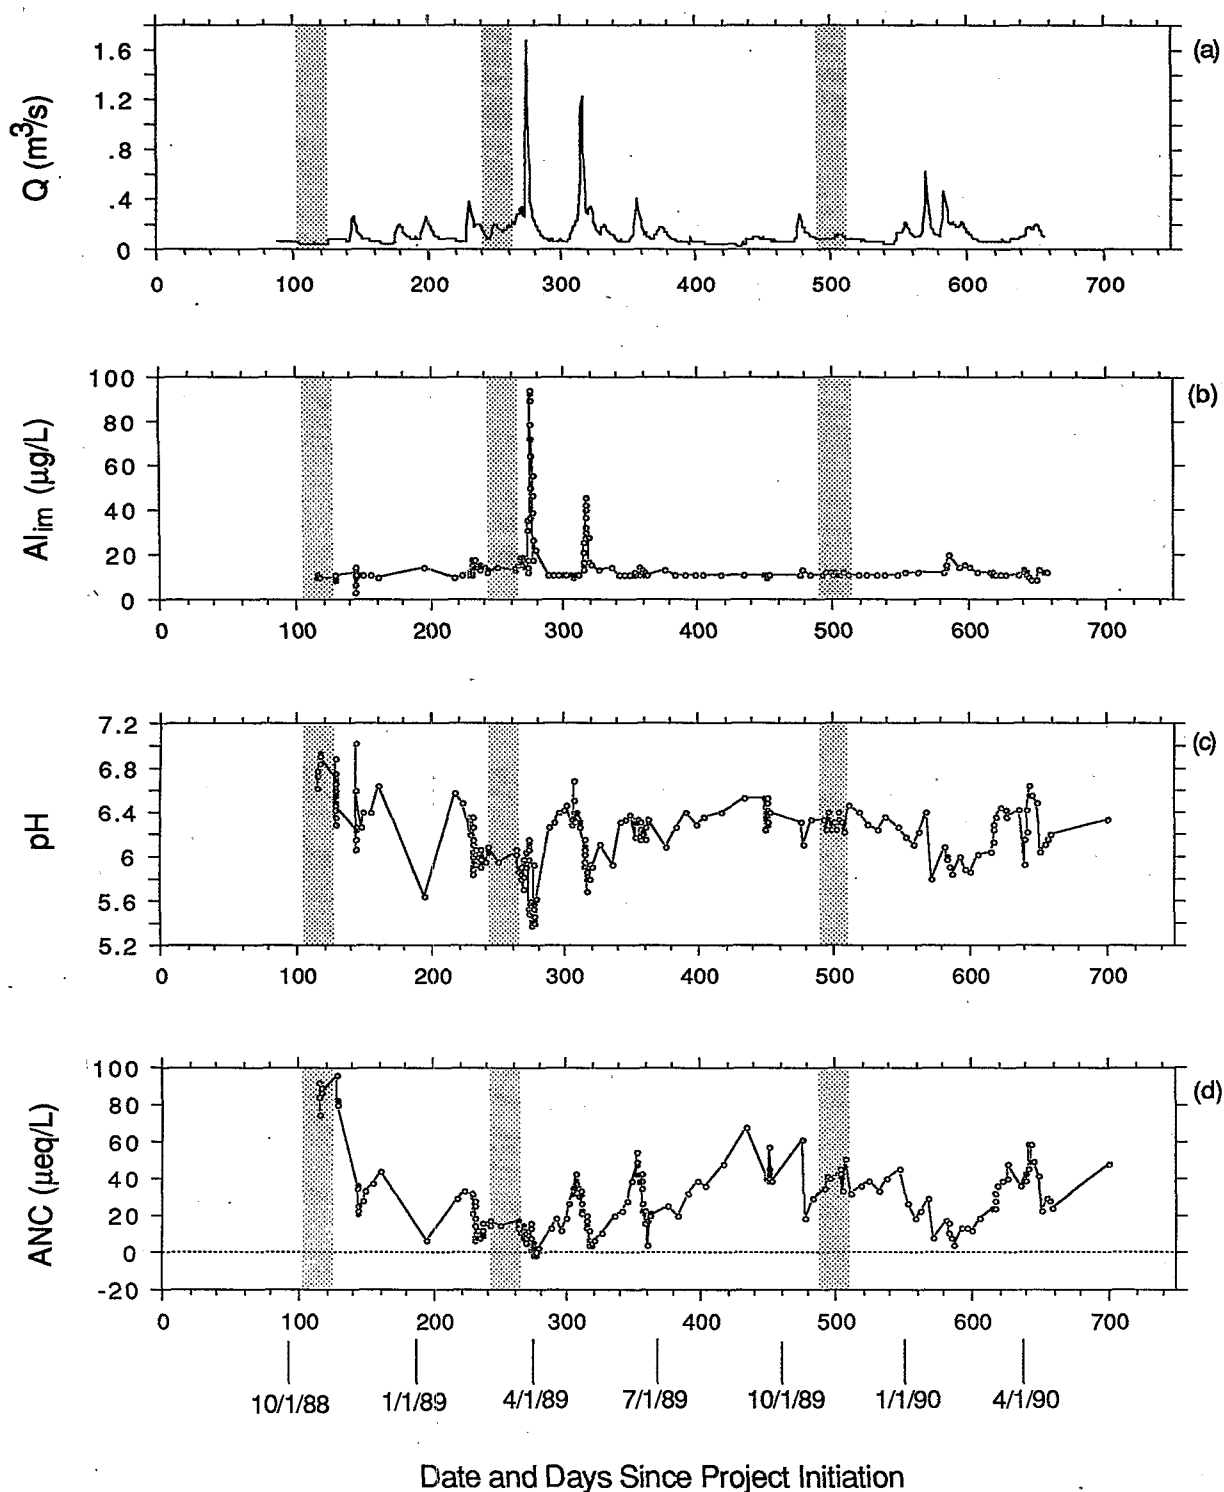 (a)
1.6
1.2
.8
.4
0
Q (m³/s)
0 100 200 300 400 500 600 700
(b)
100
80
60
40
20
0
Al_im (µg/L)
0 100 200 300 400 500 600 700
(c)
7.2
6.8
6.4
6
5.6
5.2
pH
0 100 200 300 400 500 600 700
(d)
100
80
60
40
20
0
-20
ANC (µeq/L)
0 100 200 300 400 500 600 700
10/1/88 1/1/89 4/1/89 7/1/89 10/1/89 1/1/90 4/1/90
Date and Days Since Project Initiation